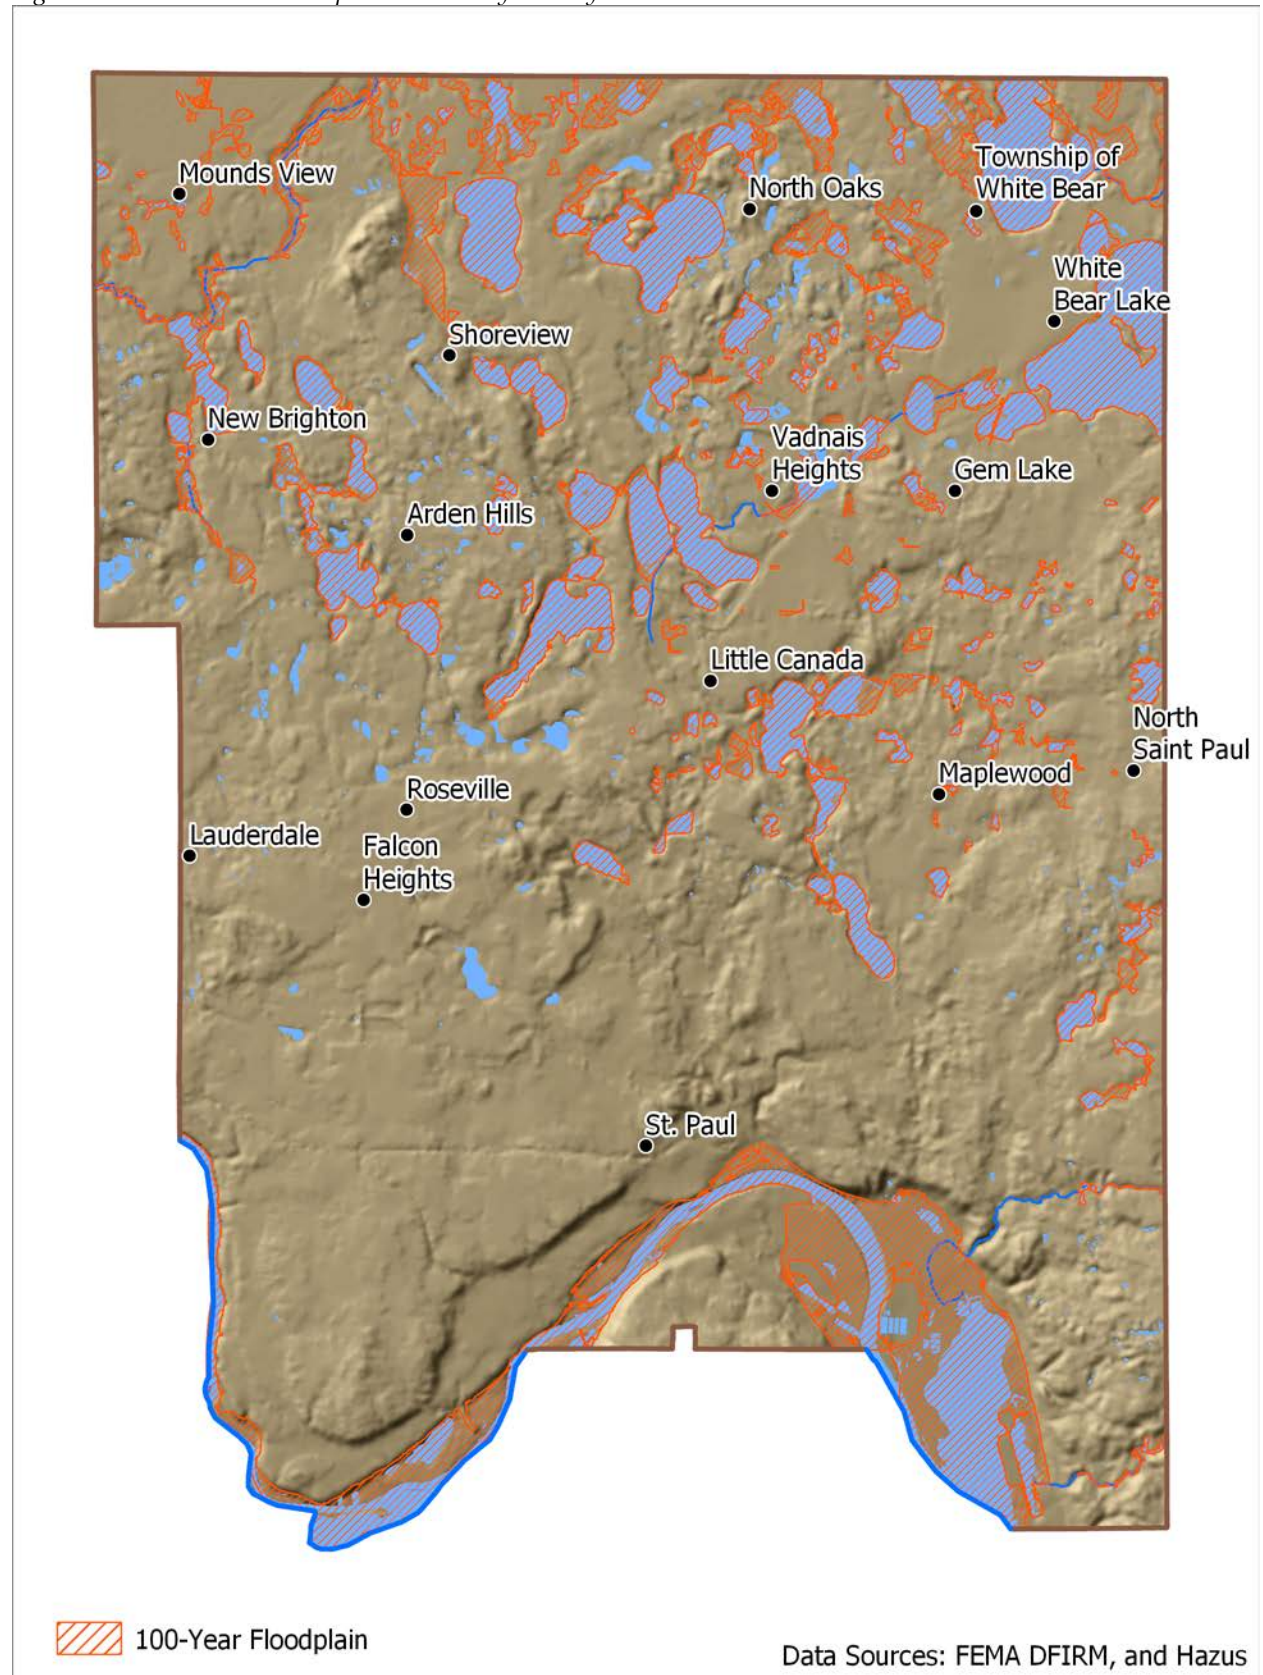 Mounds View
Township of
White Bear
North Oaks
White
Bear Lake
Shoreview
New Brighton
Vadnais
Heights
Gem Lake
Arden Hills
Little Canada
North
Saint Paul
Maplewood
Roseville
Lauderdale
Falcon
Heights
St. Paul
100-Year Floodplain
Data Sources: FEMA DFIRM, and Hazus